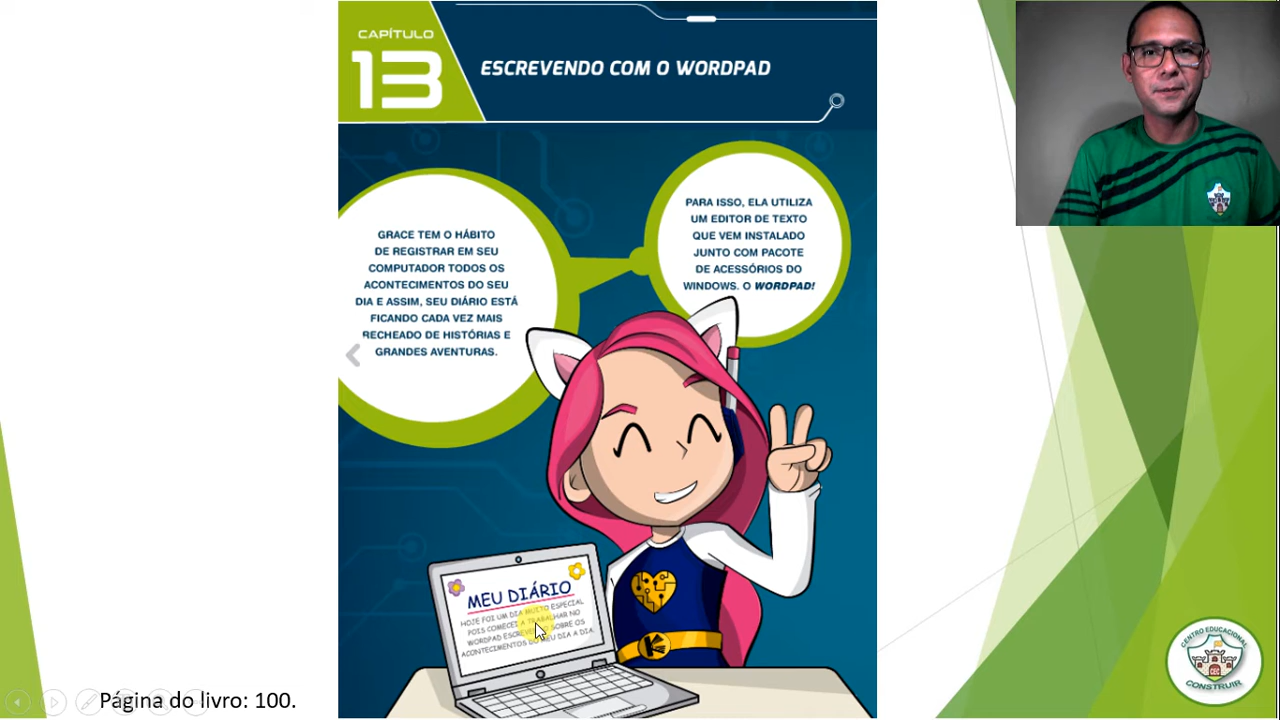 CAPÍTULO
13
ESCREVENDO COM O WORDPAD
GRACE TEM O HÁBITO
DE REGISTRAR EM SEU
COMPUTADOR TODOS OS
ACONTECIMENTOS DO SEU
DIA E ASSIM, SEU DIÁRIO ESTÁ
FICANDO CADA VEZ MAIS
RECHEADO DE HISTÓRIAS E
GRANDES AVENTURAS.
PARA ISSO, ELA UTILIZA
UM EDITOR DE TEXTO
QUE VEM INSTALADO
JUNTO COM PACOTE
DE ACESSÓRIOS DO
WINDOWS. O WORDPAD!
MEU DIÁRIO
HOJE FOI UM DIA MUITO ESPECIAL
POIS COMECEI A TRABALHAR NO
WORDPAD ESCREVENDO SOBRE OS
ACONTECIMENTOS DO MEU DIA A DIA.
Página do livro: 100.
CENTRO EDUCACIONAL
CONSTRUIR